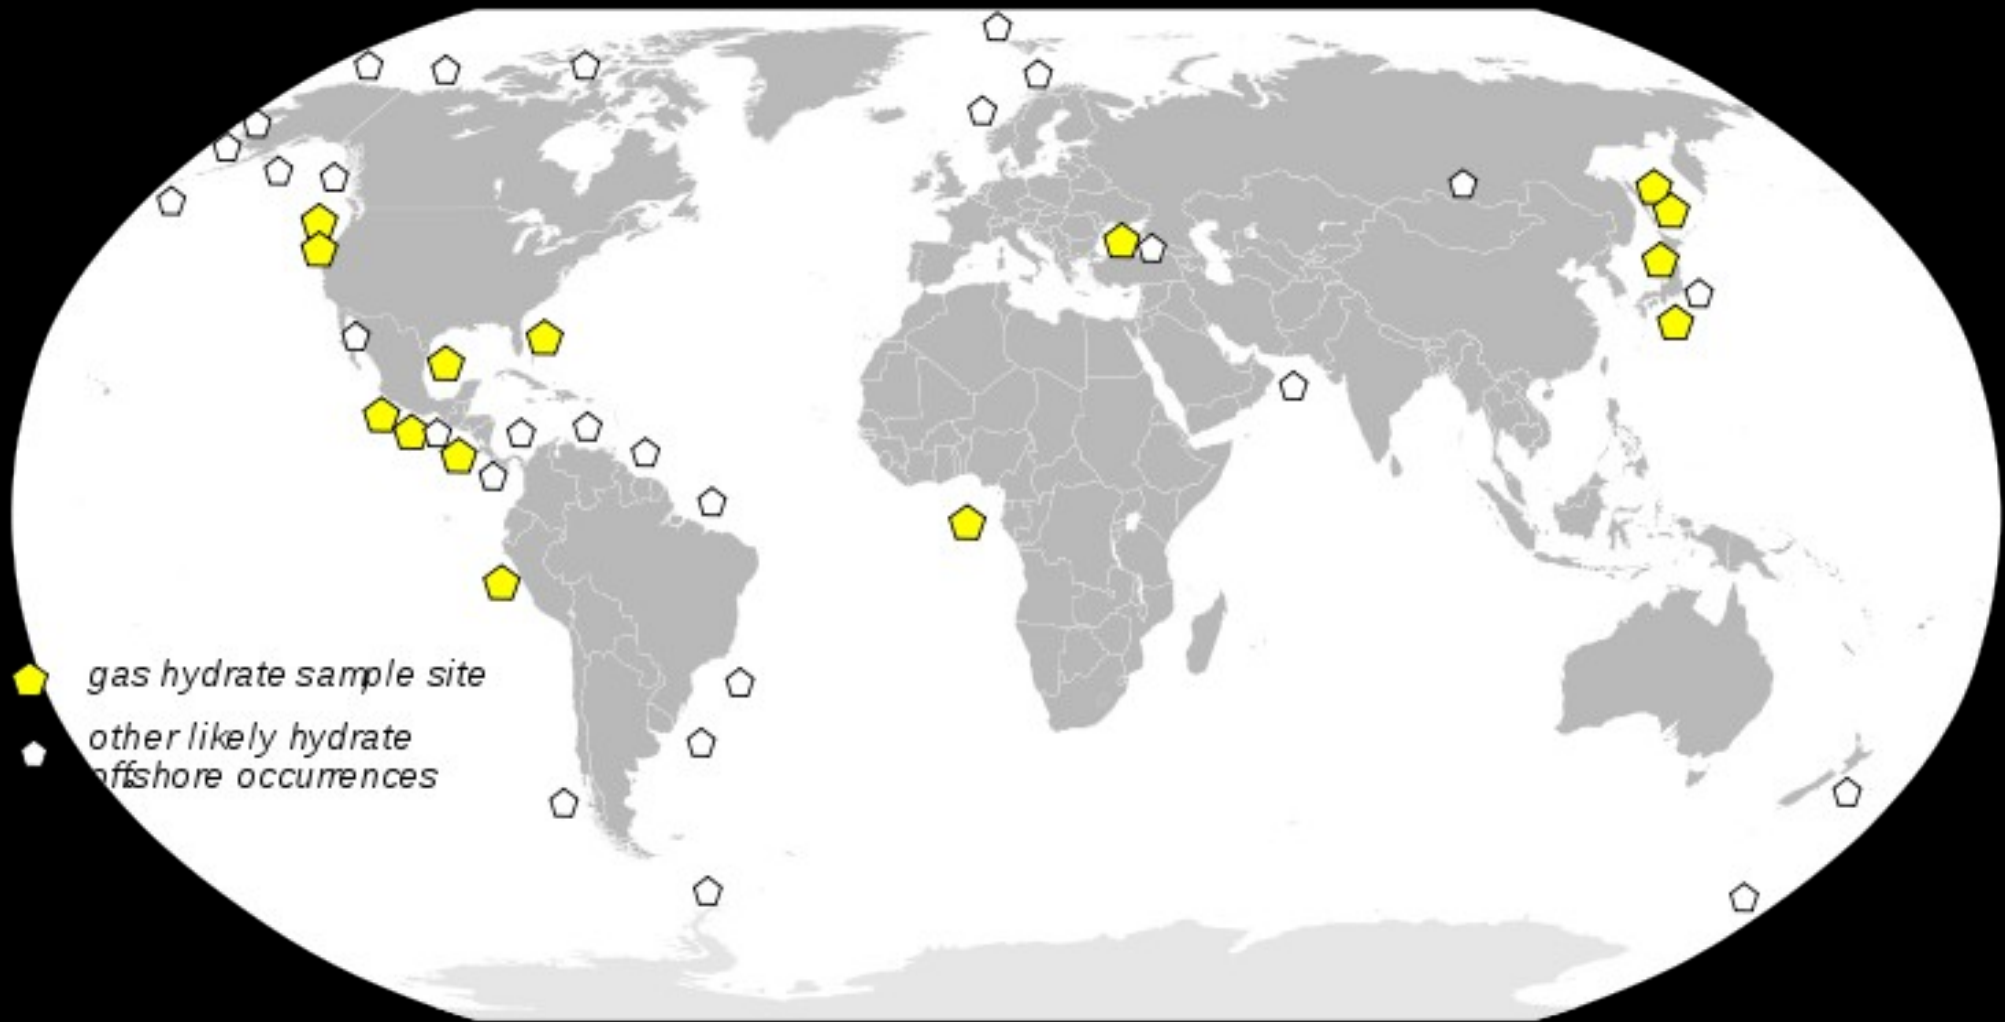 gas hydrate sample site
other likely hydrate
offshore occurrences